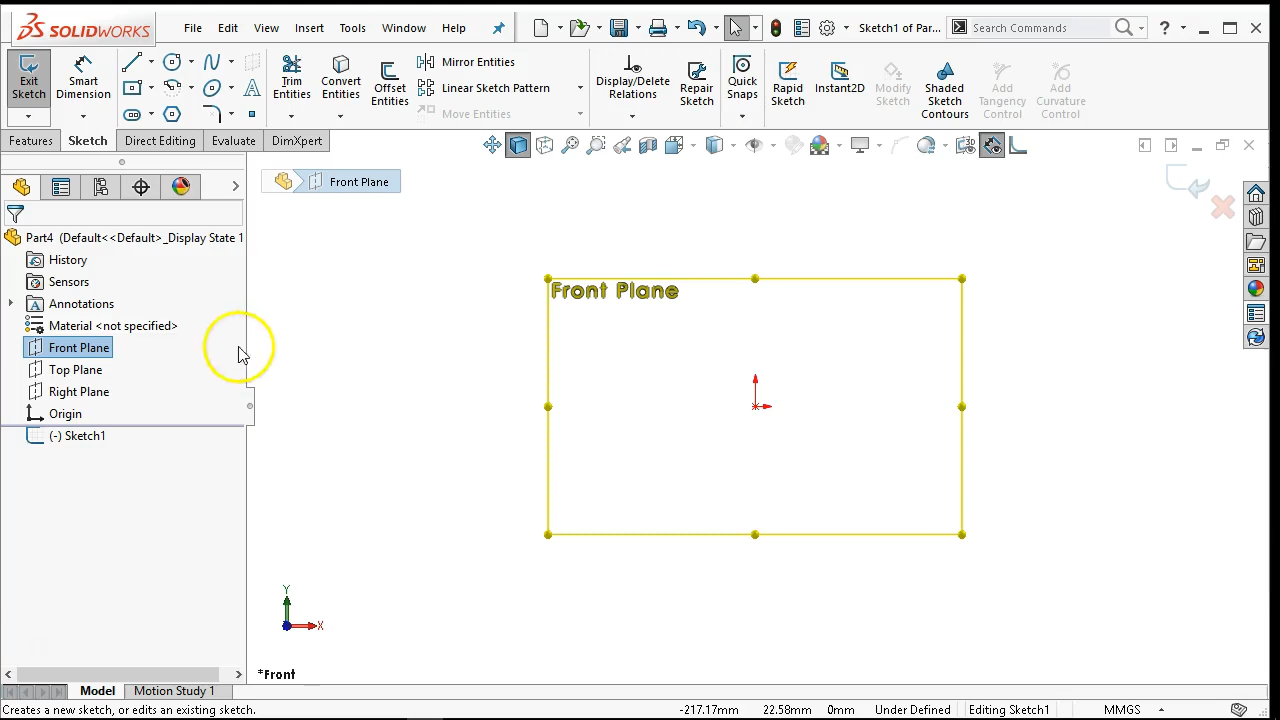 SOLIDWORKS
File Edit View Insert Tools Window Help
Sketch1 of Par...
Search Commands
Exit Sketch
Smart Dimension
Trim Entities
Convert Entities
Offset Entities
Mirror Entities
Linear Sketch Pattern
Move Entities
Display/Delete Relations
Repair Sketch
Quick Snaps
Rapid Sketch
Instant2D
Modify Sketch
Shaded Sketch Contours
Add Tangency Control
Add Curvature Control
Features Sketch Direct Editing Evaluate DimXpert
Front Plane
Part4 (Default<<Default>_Display State 1
History
Sensors
Annotations
Material <not specified>
Front Plane
Top Plane
Right Plane
Origin
(-) Sketch1
Front Plane
Y
X
*Front
Model Motion Study 1
Creates a new sketch, or edits an existing sketch.
-217.17mm 22.58mm 0mm Under Defined Editing Sketch1 MMGS